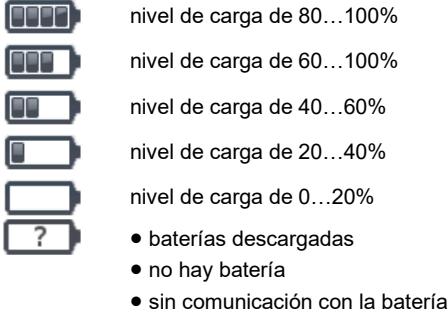 nivel de carga de 80…100%
nivel de carga de 60…100%
nivel de carga de 40…60%
nivel de carga de 20…40%
nivel de carga de 0…20%
?
● baterías descargadas
● no hay batería
● sin comunicación con la batería